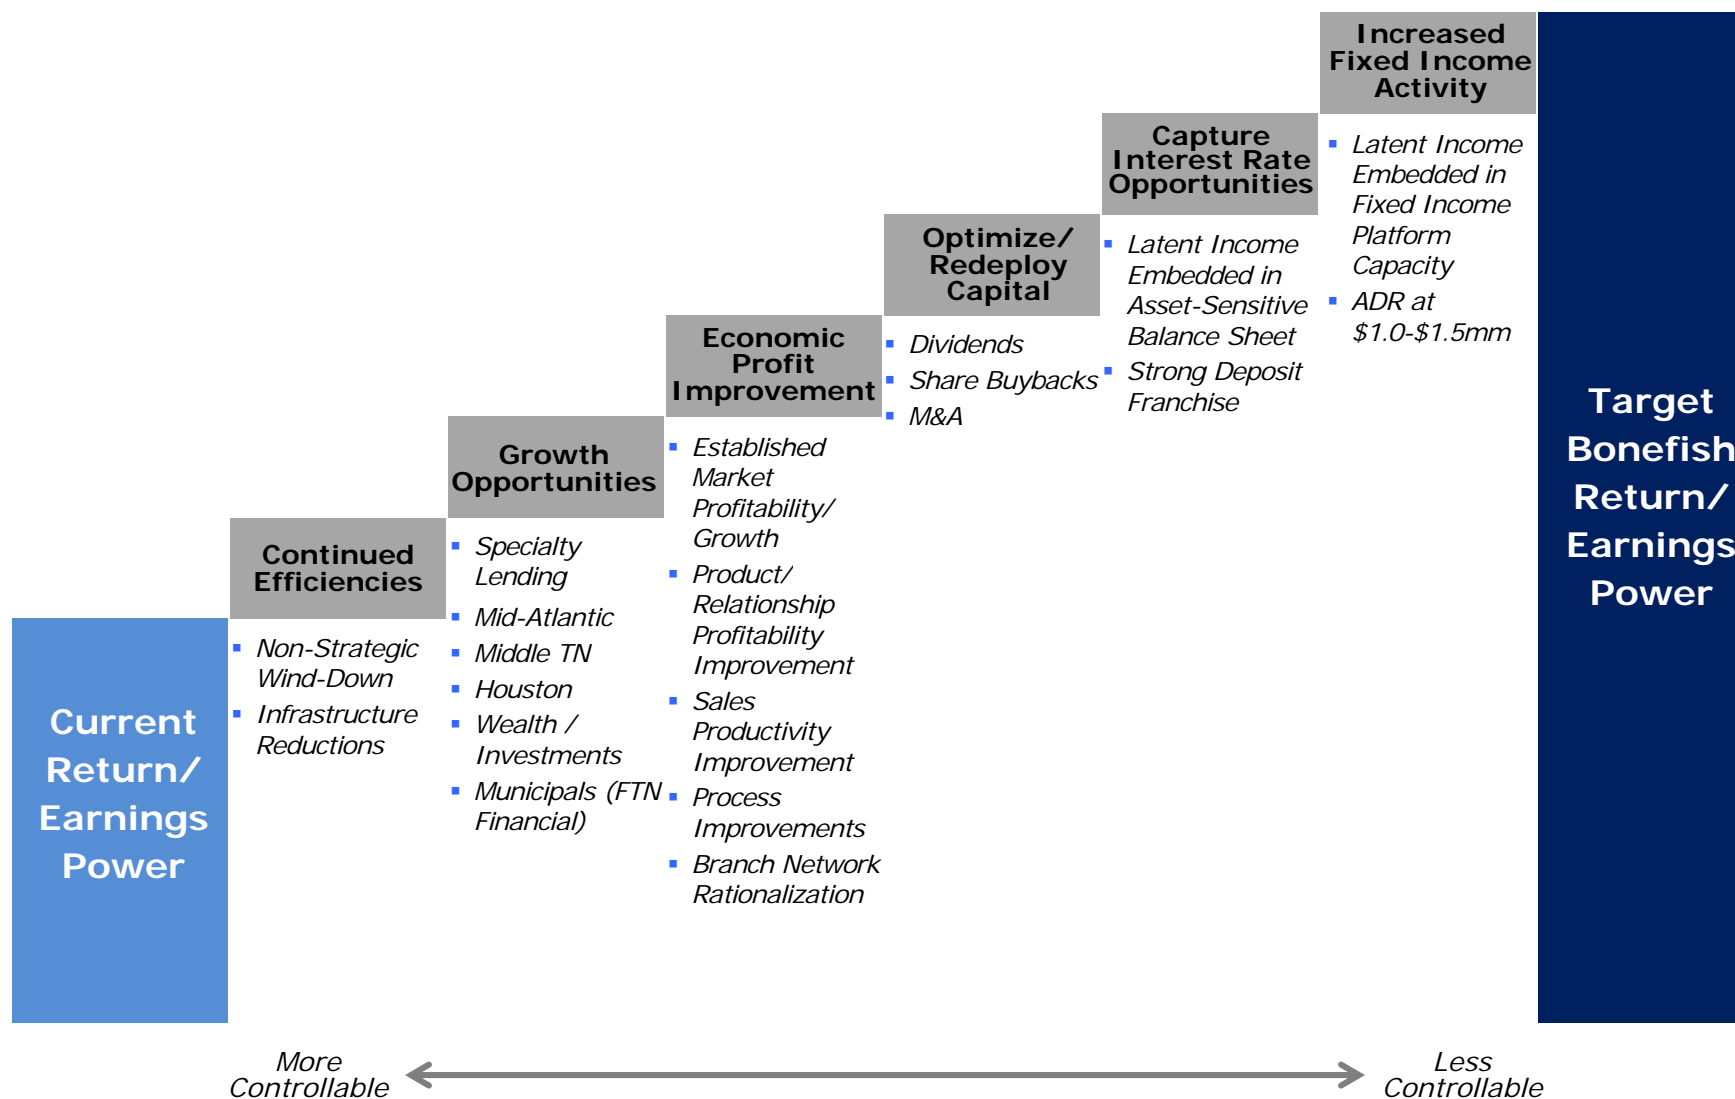 Current
Return/
Earnings
Power
Continued
Efficiencies
Non-Strategic
Wind-Down
Infrastructure
Reductions
Growth
Opportunities
Specialty
Lending
Mid-Atlantic
Middle TN
Houston
Wealth /
Investments
Municipals (FTN
Financial)
Economic
Profit
Improvement
Established
Market
Profitability/
Growth
Product/
Relationship
Profitability
Improvement
Sales
Productivity
Improvement
Process
Improvements
Branch Network
Rationalization
Optimize/
Redeploy
Capital
Dividends
Share Buybacks
M&A
Capture
Interest Rate
Opportunities
Latent Income
Embedded in
Asset-Sensitive
Balance Sheet
Strong Deposit
Franchise
Increased
Fixed Income
Activity
Latent Income
Embedded in
Fixed Income
Platform
Capacity
ADR at
$1.0-$1.5mm
Target
Bonefish
Return/
Earnings
Power
More
Controllable
Less
Controllable